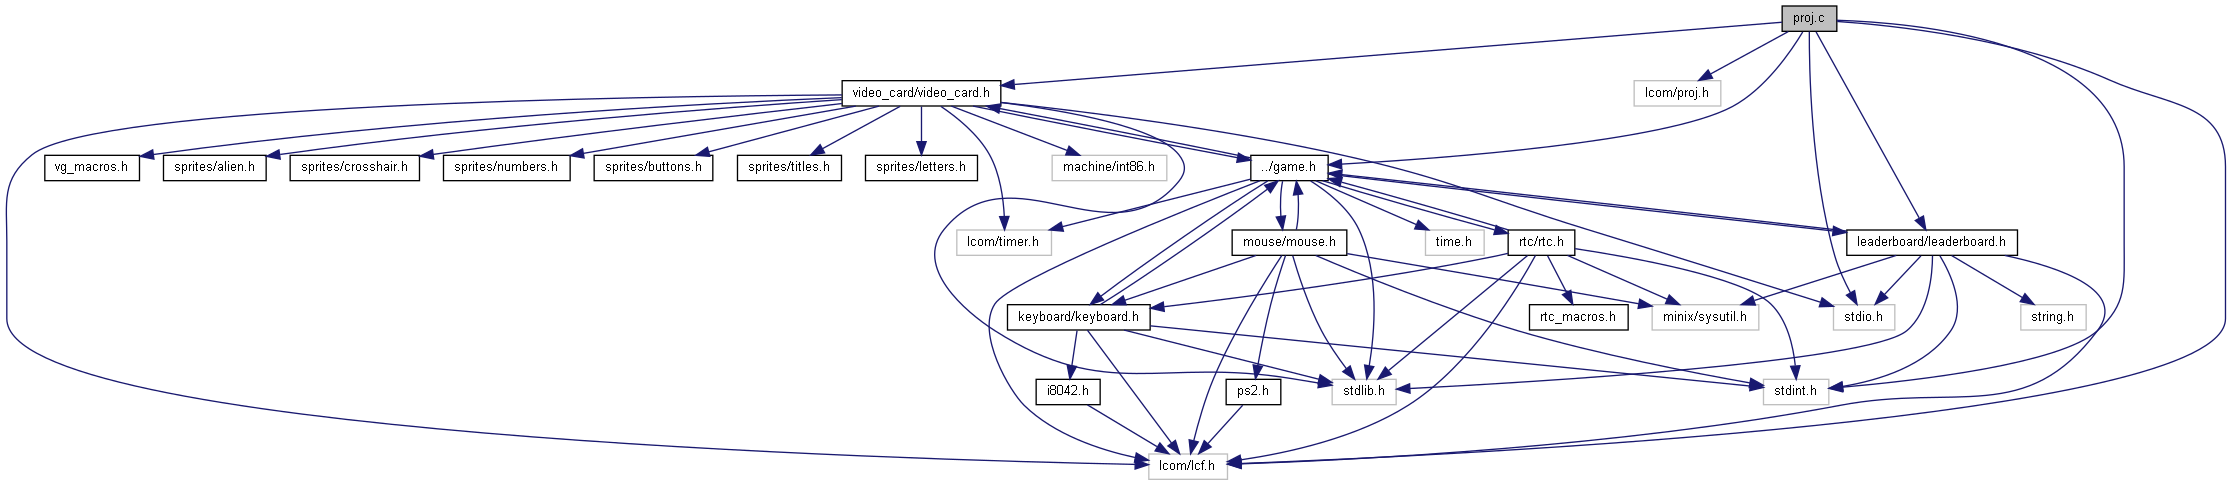 proj.c
video_card/video_card.h
lcom/proj.h
vg_macros.h
sprites/alien.h
sprites/crosshair.h
sprites/numbers.h
sprites/buttons.h
sprites/titles.h
sprites/letters.h
machine/int86.h
../game.h
lcom/timer.h
mouse/mouse.h
time.h
rtc/rtc.h
leaderboard/leaderboard.h
keyboard/keyboard.h
rtc_macros.h
minix/sysutil.h
stdio.h
string.h
i8042.h
ps2.h
stdlib.h
stdint.h
lcom/lcf.h